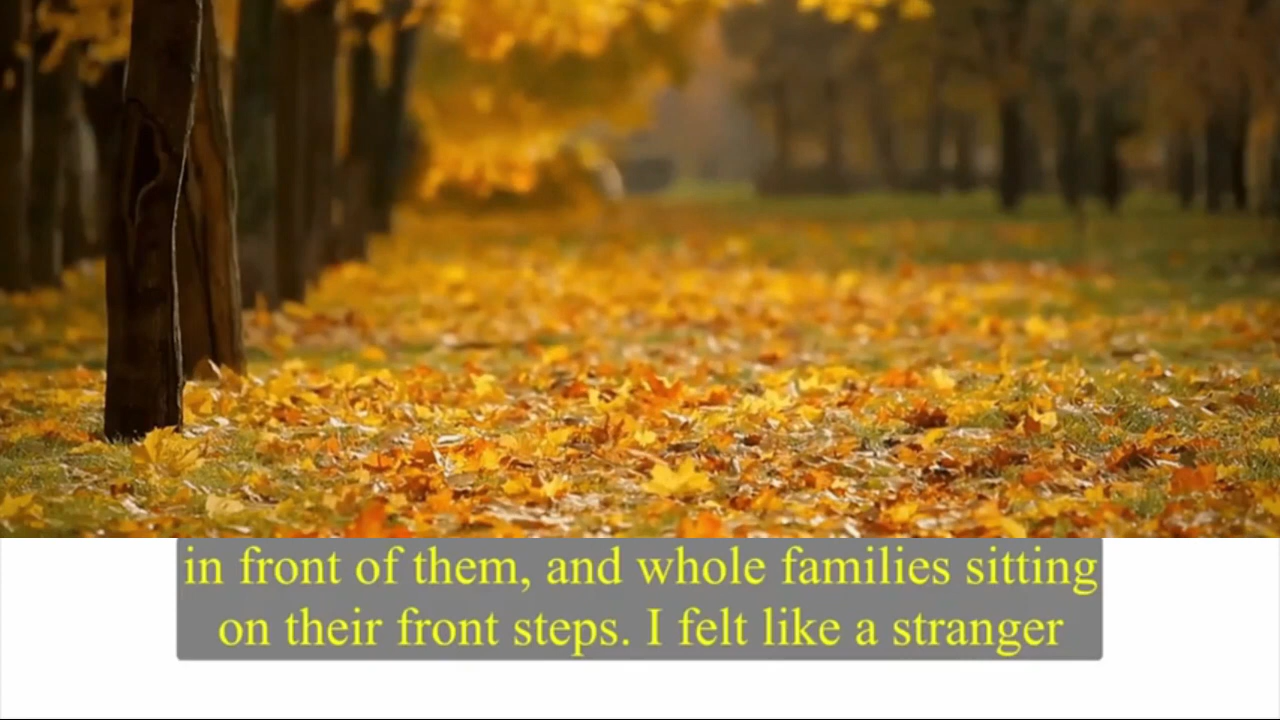 in front of them, and whole families sitting
on their front steps. I felt like a stranger